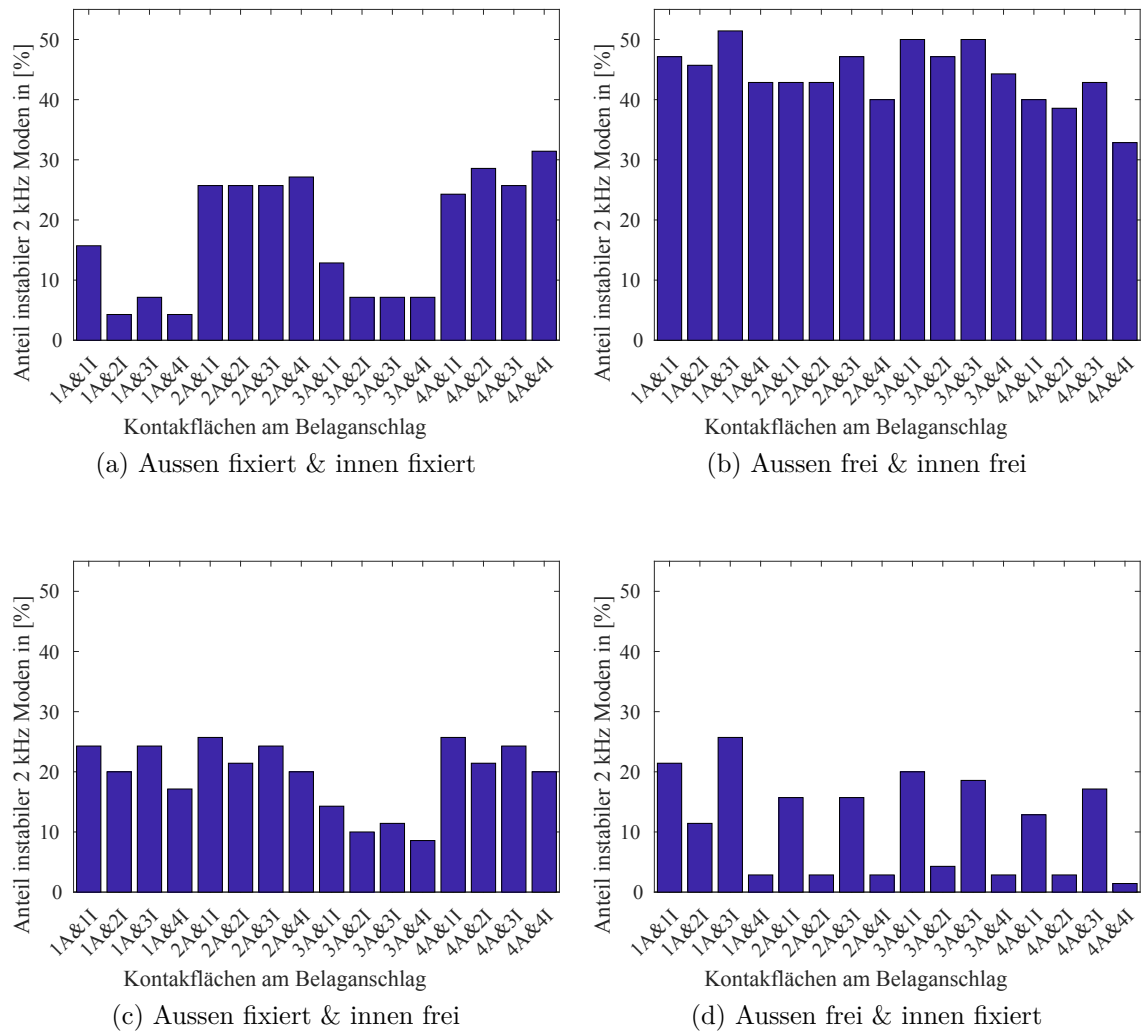 Anteil instabiler 2 kHz Moden in [%]
50
40
30
20
10
0
1A&1I
1A&2I
1A&3I
1A&4I
2A&1I
2A&2I
2A&3I
2A&4I
3A&1I
3A&2I
3A&3I
3A&4I
4A&1I
4A&2I
4A&3I
4A&4I
Kontakflächen am Belaganschlag
(a) Aussen fixiert & innen fixiert
Anteil instabiler 2 kHz Moden in [%]
50
40
30
20
10
0
1A&1I
1A&2I
1A&3I
1A&4I
2A&1I
2A&2I
2A&3I
2A&4I
3A&1I
3A&2I
3A&3I
3A&4I
4A&1I
4A&2I
4A&3I
4A&4I
Kontakflächen am Belaganschlag
(b) Aussen frei & innen frei
Anteil instabiler 2 kHz Moden in [%]
50
40
30
20
10
0
1A&1I
1A&2I
1A&3I
1A&4I
2A&1I
2A&2I
2A&3I
2A&4I
3A&1I
3A&2I
3A&3I
3A&4I
4A&1I
4A&2I
4A&3I
4A&4I
Kontakflächen am Belaganschlag
(c) Aussen fixiert & innen frei
Anteil instabiler 2 kHz Moden in [%]
50
40
30
20
10
0
1A&1I
1A&2I
1A&3I
1A&4I
2A&1I
2A&2I
2A&3I
2A&4I
3A&1I
3A&2I
3A&3I
3A&4I
4A&1I
4A&2I
4A&3I
4A&4I
Kontakflächen am Belaganschlag
(d) Aussen frei & innen fixiert